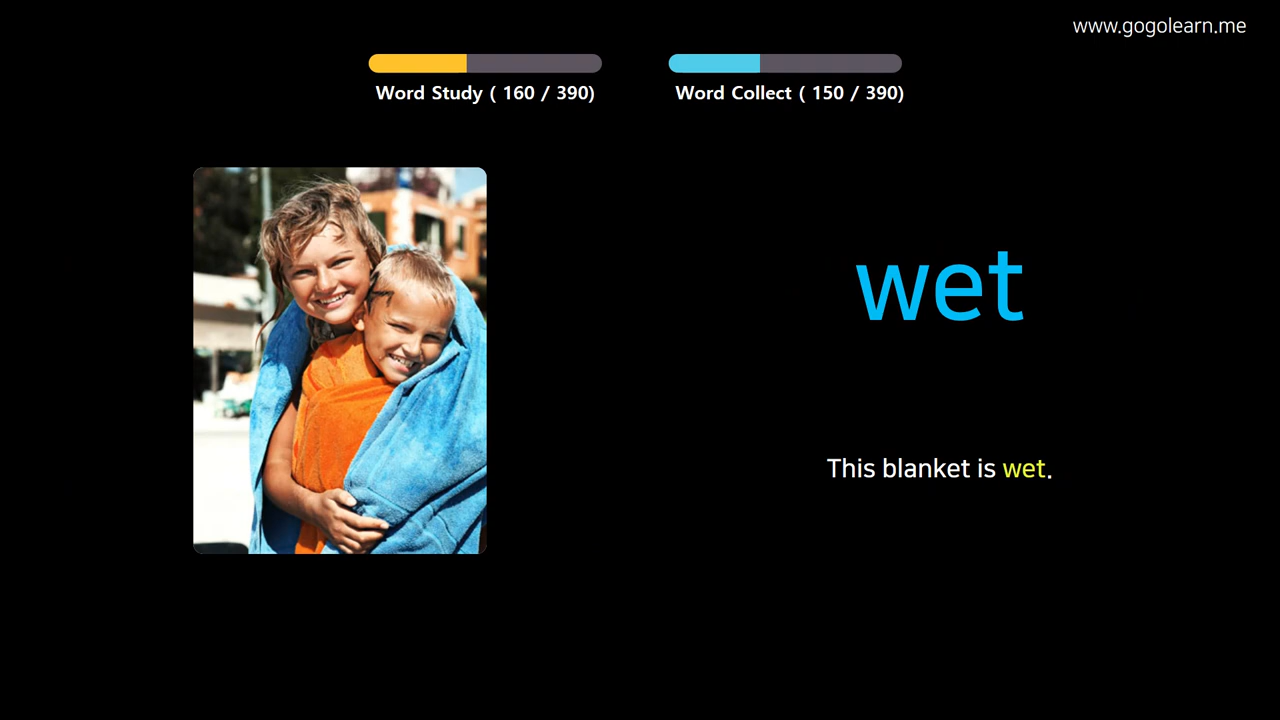 www.gogolearn.me
Word Study ( 160 / 390)
Word Collect ( 150 / 390)
wet
This blanket is wet.